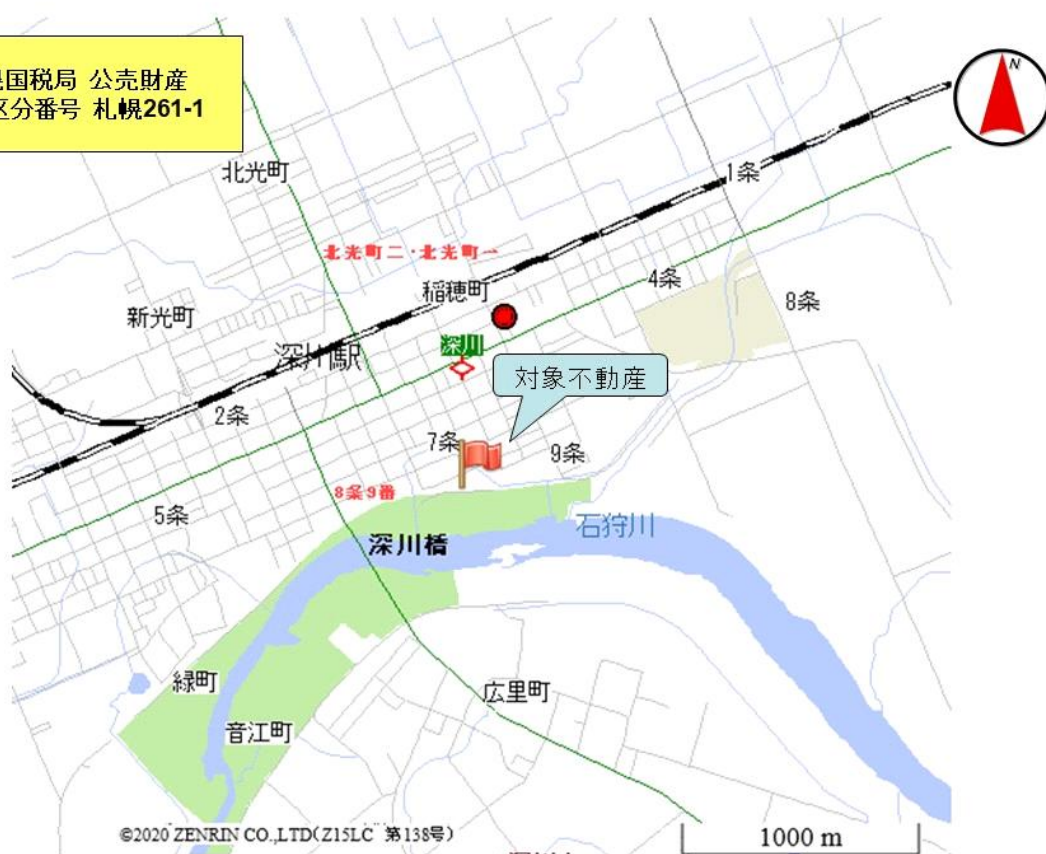 国税局 公売財産
区分番号 札幌261-1
N
北光町
1条
北光町二・北光町一
稲穂町
4条
8条
新光町
深川駅
深川
対象不動産
2条
7条
9条
8条9番
5条
石狩川
深川橋
緑町
広里町
音江町
©2020 ZENRIN CO.,LTD(Z15LC 第138号)
1000 m